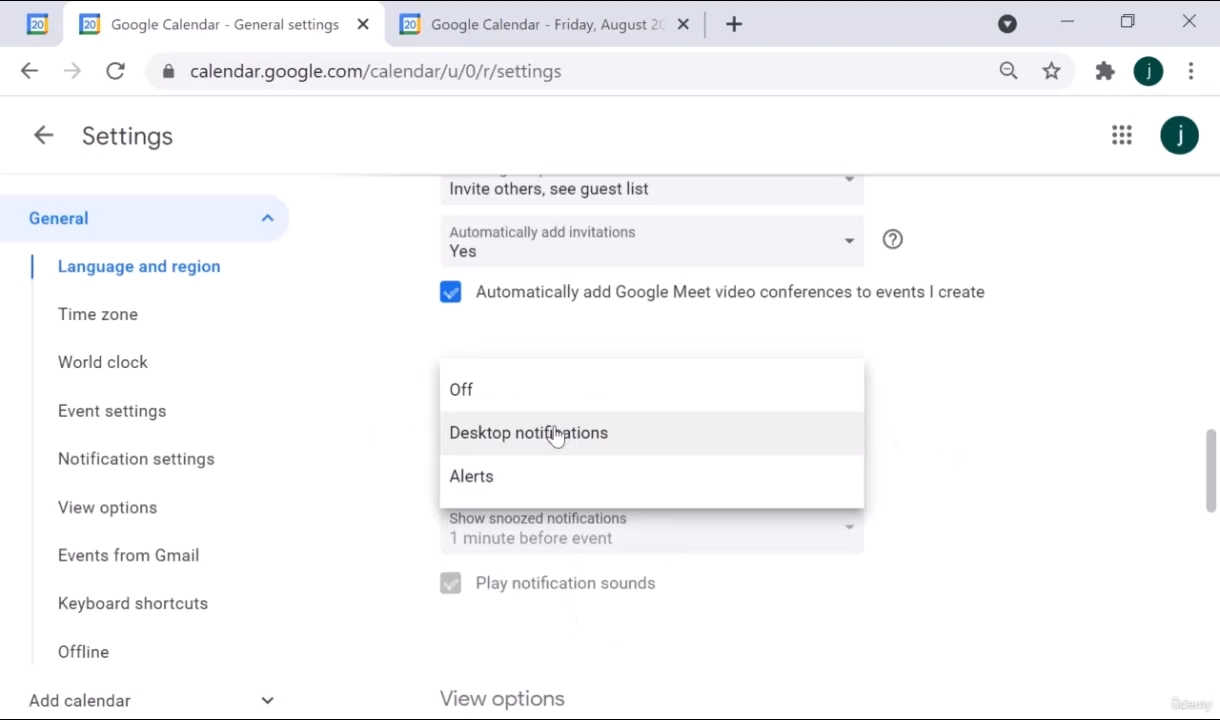 20
20
Google Calendar - General settings
20
Google Calendar - Friday, August 20
calendar.google.com/calendar/u/0/r/settings
j
Settings
j
Invite others, see guest list
General
Automatically add invitations
Yes
Language and region
Automatically add Google Meet video conferences to events I create
Time zone
World clock
Off
Event settings
Desktop notifications
Notification settings
Alerts
View options
Show snoozed notifications
1 minute before event
Events from Gmail
Play notification sounds
Keyboard shortcuts
Offline
Add calendar
View options
Udemy